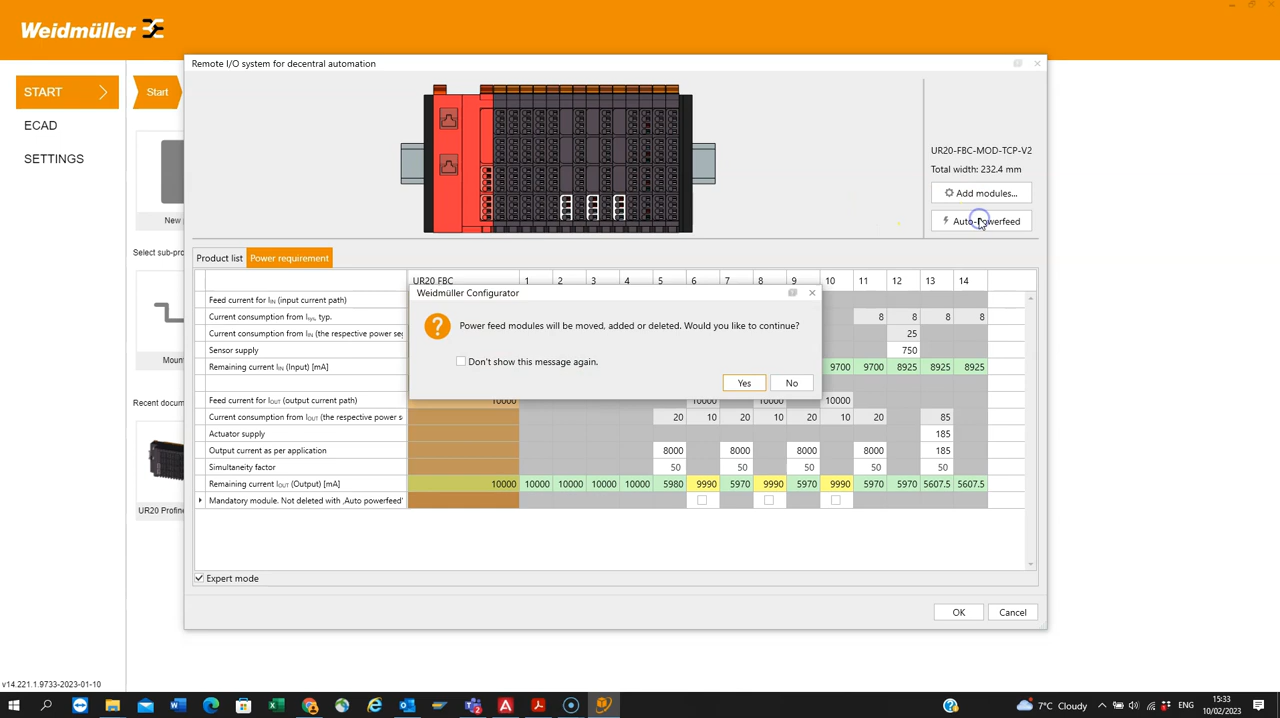 Weidmüller
Remote I/O system for decentral automation
START
Start
ECAD
SETTINGS
UR20-FBC-MOD-TCP-V2
Total width: 232.4 mm
Add modules...
Auto-Powerfeed
New
Select sub-pro
Mount
Recent docum
UR20 Profine
Product list
Power requirement
UR20 FBC 1 2 3 4 5 6 7 8 9 10 11 12 13 14
Feed current for IIN (input current path)
Current consumption from Isys, typ. 8 8 8 8
Current consumption from IIN (the respective power seg 25
Sensor supply 750
Remaining current IIN (Input) [mA] 9700 9700 8925 8925 8925
Feed current for IOUT (output current path) 10000 10000 10000 10000
Current consumption from IOUT (the respective power s 20 10 20 10 20 10 20 85
Actuator supply 185
Output current as per application 8000 8000 8000 8000 185
Simultaneity factor 50 50 50 50 50
Remaining current IOUT (Output) [mA] 10000 10000 10000 10000 10000 5980 9990 5970 9990 5970 9990 5970 5970 5607.5 5607.5
Mandatory module. Not deleted with ‚Auto powerfeed'
Weidmüller Configurator
Power feed modules will be moved, added or deleted. Would you like to continue?
Don't show this message again.
Yes
No
Expert mode
OK
Cancel
v14.221.1.9733-2023-01-10
7°C Cloudy
ENG
15:33
10/02/2023